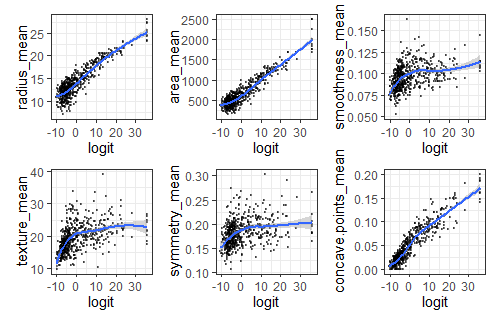 radius_mean
25
20
15
10
-10 0 10 20 30
logit
area_mean
2500
2000
1500
1000
500
-10 0 10 20 30
logit
smoothness_mean
0.150
0.125
0.100
0.075
0.050
-10 0 10 20 30
logit
texture_mean
40
30
20
10
-10 0 10 20 30
logit
symmetry_mean
0.30
0.25
0.20
0.15
0.10
-10 0 10 20 30
logit
concave.points_mean
0.20
0.15
0.10
0.05
0.00
-10 0 10 20 30
logit